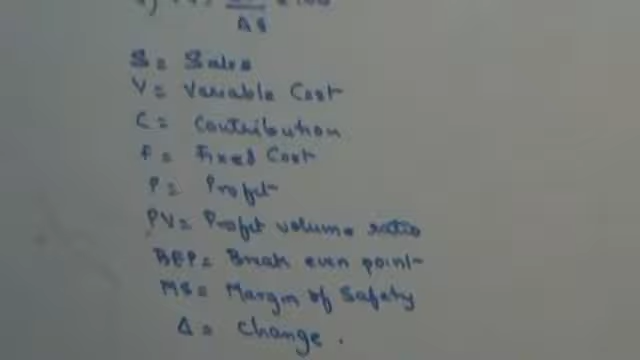 ΔS
S = Sales
V = Variable Cost
C = Contribution
F = Fixed Cost
P = Profit
PV = Profit volume ratio
BEP = Break even point
MS = Margin of Safety
Δ = change.